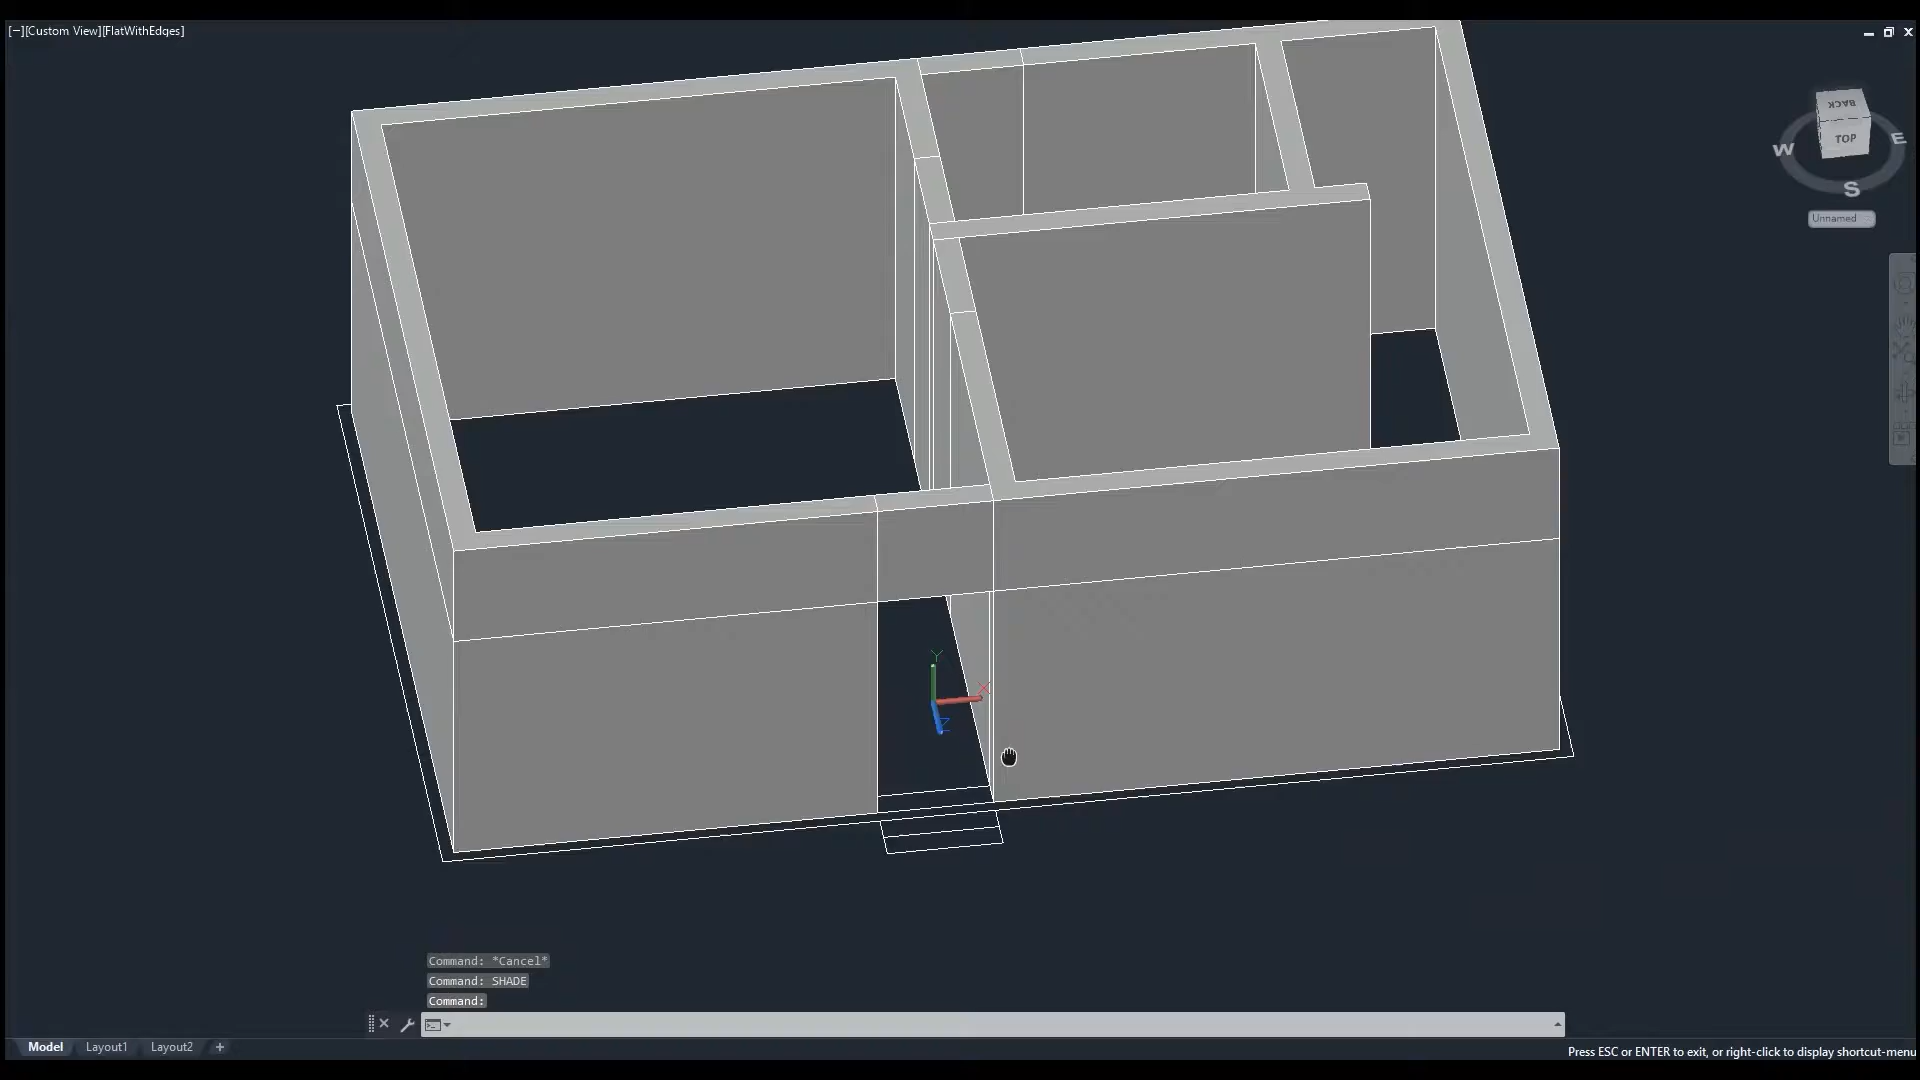 [−][Custom View][FlatWithEdges]
BACK
TOP
W
E
S
Unnamed
Y
X
Z
Command: *Cancel*
Command: SHADE
Command:
Model Layout1 Layout2 +
Press ESC or ENTER to exit, or right-click to display shortcut-menu